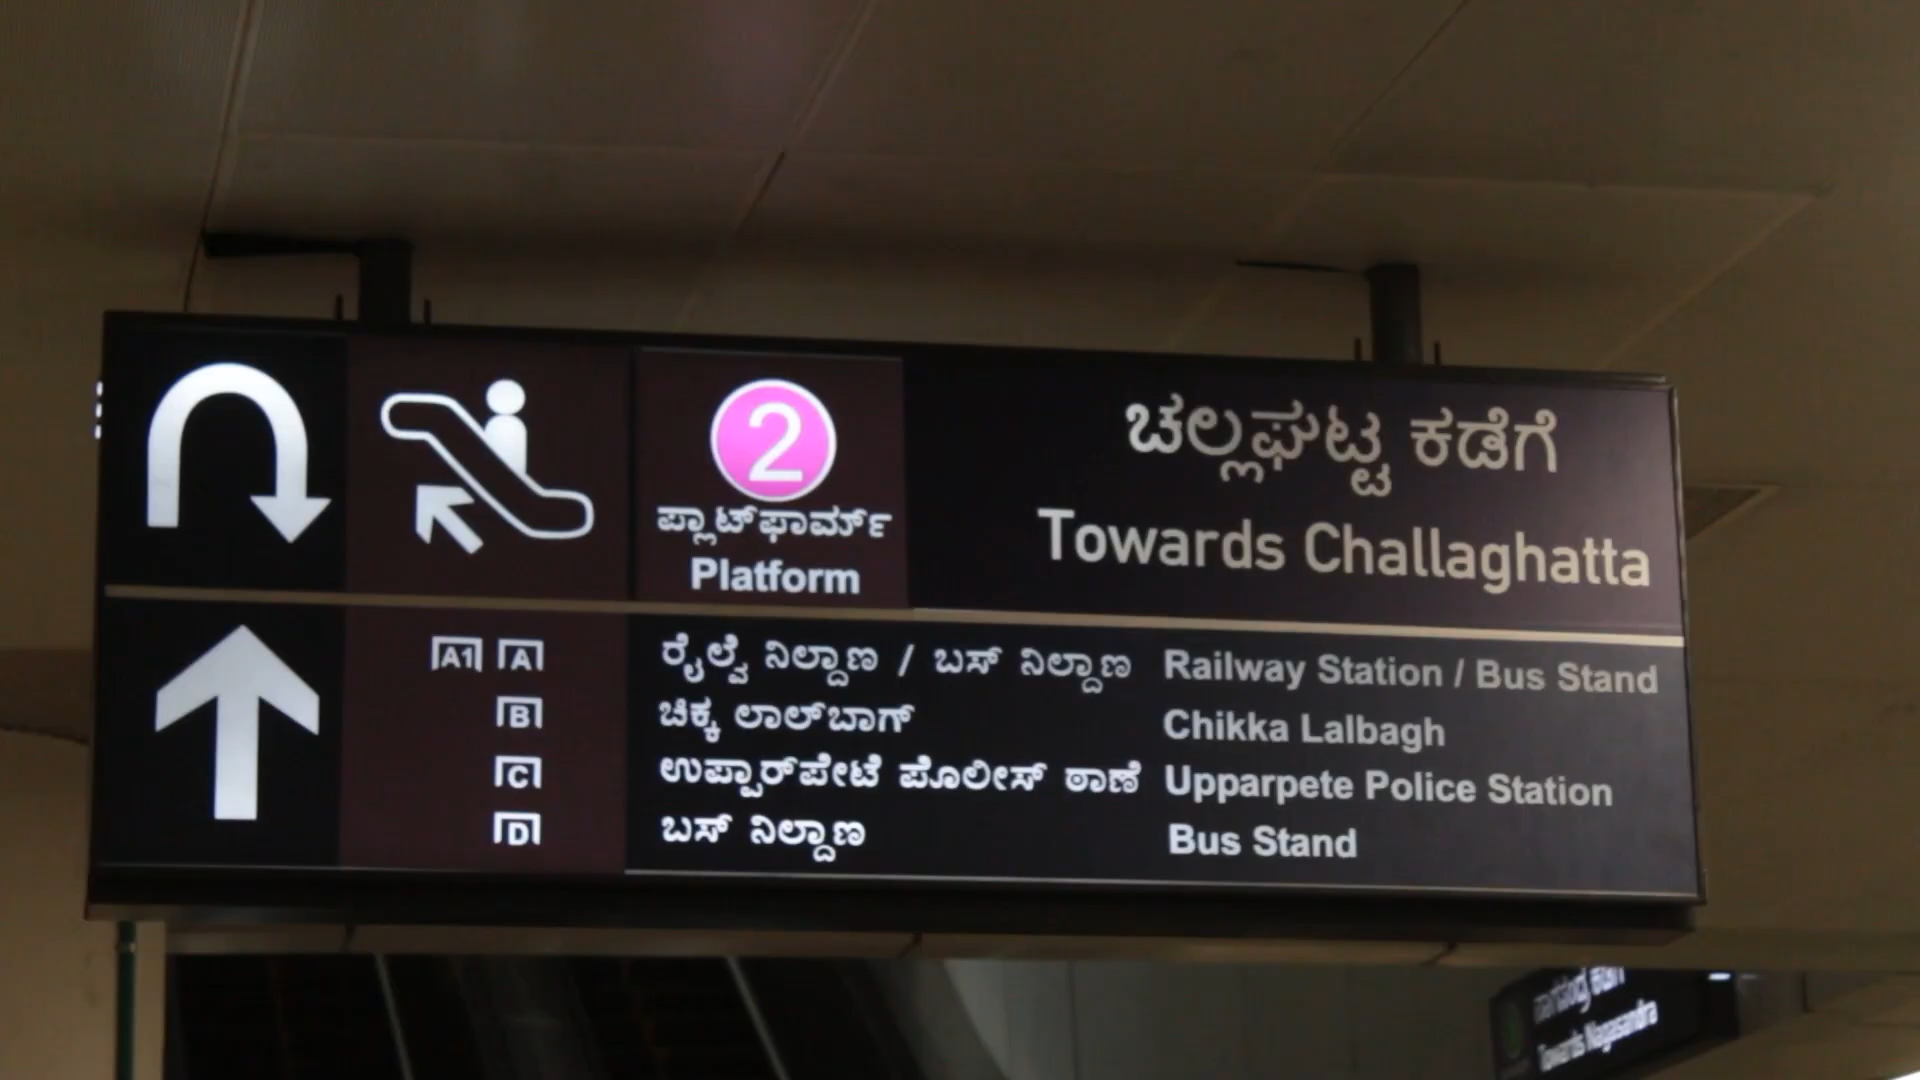 2
ಪ್ಲಾಟ್‌ಫಾರ್ಮ್
Platform
ಚಲ್ಲಘಟ್ಟ ಕಡೆಗೆ
Towards Challaghatta
A1 A ರೈಲ್ವೆ ನಿಲ್ದಾಣ / ಬಸ್ ನಿಲ್ದಾಣ Railway Station / Bus Stand
B ಚಿಕ್ಕ ಲಾಲ್‌ಬಾಗ್ Chikka Lalbagh
C ಉಪ್ಪಾರ್‌ಪೇಟೆ ಪೊಲೀಸ್ ಠಾಣೆ Upparpete Police Station
D ಬಸ್ ನಿಲ್ದಾಣ Bus Stand
Towards Nagasandra